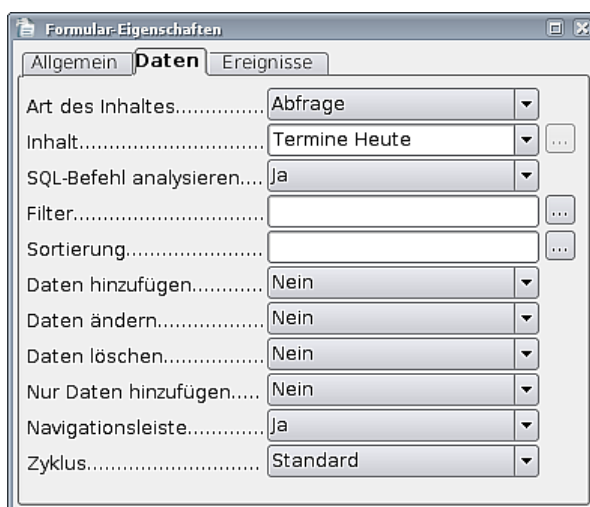 Formular-Eigenschaften
Allgemein Daten Ereignisse
Art des Inhaltes............... Abfrage
Inhalt............................... Termine Heute ...
SQL-Befehl analysieren.... Ja
Filter................................ ...
Sortierung....................... ...
Daten hinzufügen............ Nein
Daten ändern.................. Nein
Daten löschen................. Nein
Nur Daten hinzufügen..... Nein
Navigationsleiste............. Ja
Zyklus............................. Standard